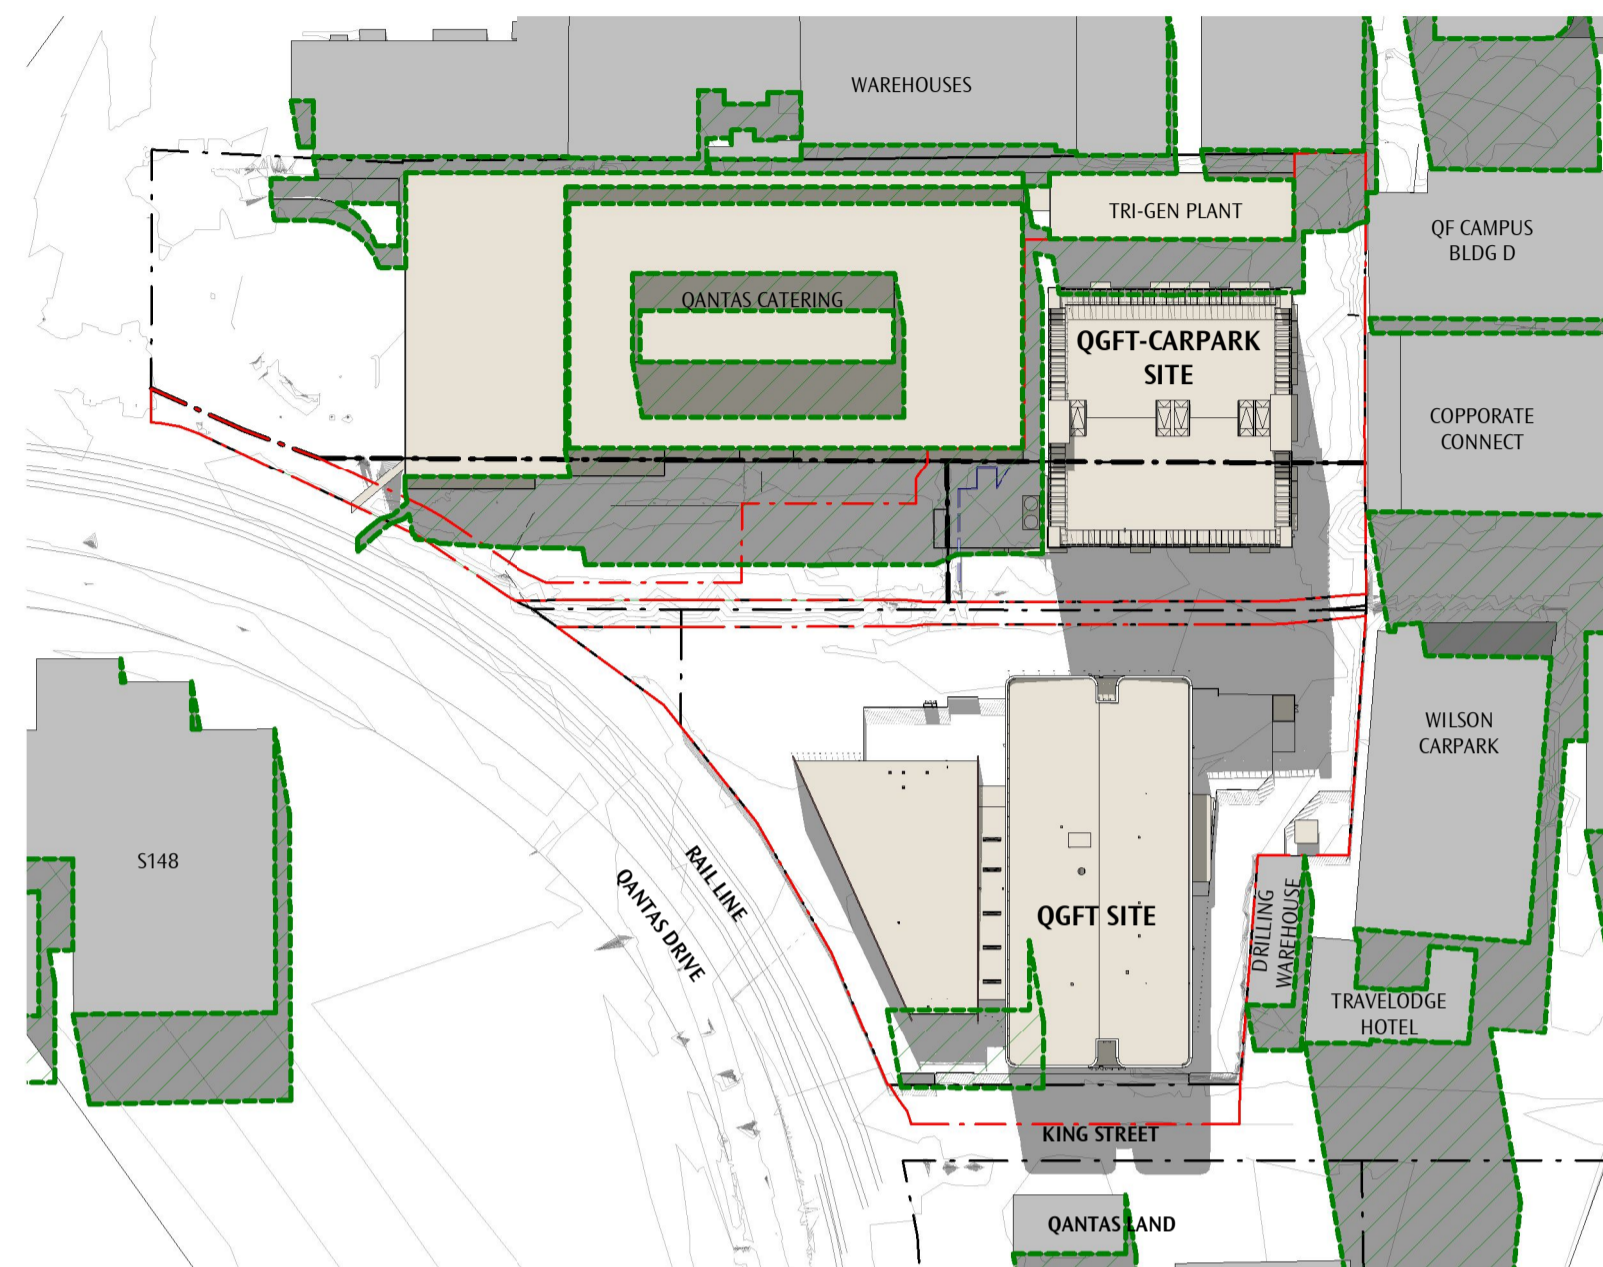 WAREHOUSES
TRI-GEN PLANT
QF CAMPUS
BLDG D
QANTAS CATERING
QGFT-CARPARK
SITE
COPPORATE
CONNECT
WILSON
CARPARK
S148
RAIL LINE
QANTAS DRIVE
QGFT SITE
DRILLING
WAREHOUSE
TRAVELODGE
HOTEL
KING STREET
QANTAS LAND